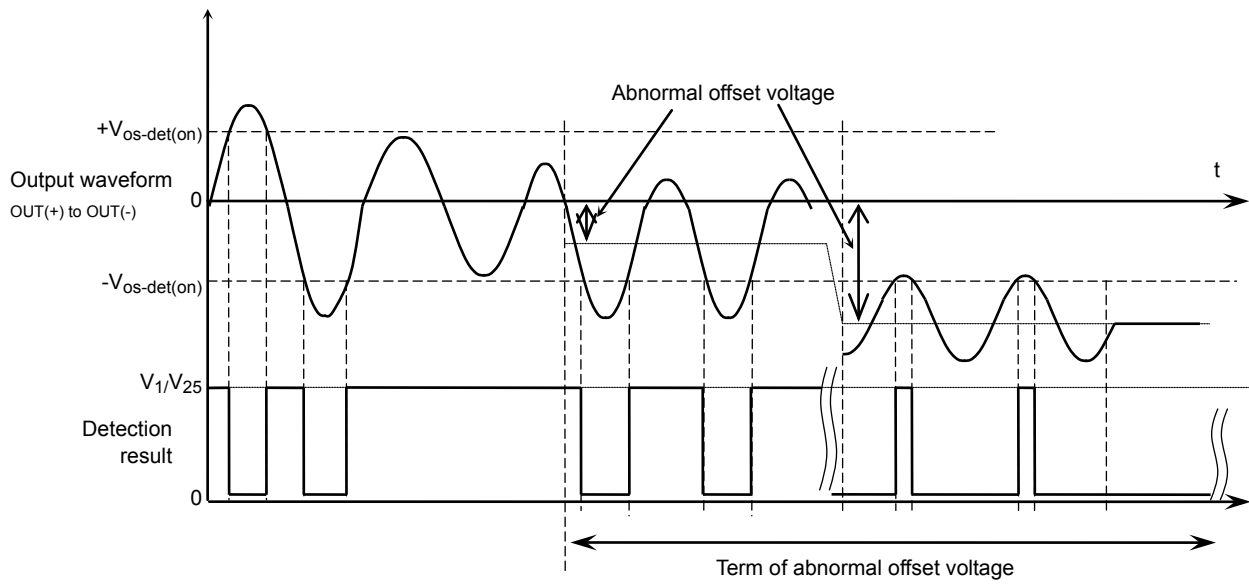 Abnormal offset voltage
+Vos-det(on)
t
Output waveform
OUT(+) to OUT(-)
0
-Vos-det(on)
V1/V25
Detection
result
0
Term of abnormal offset voltage